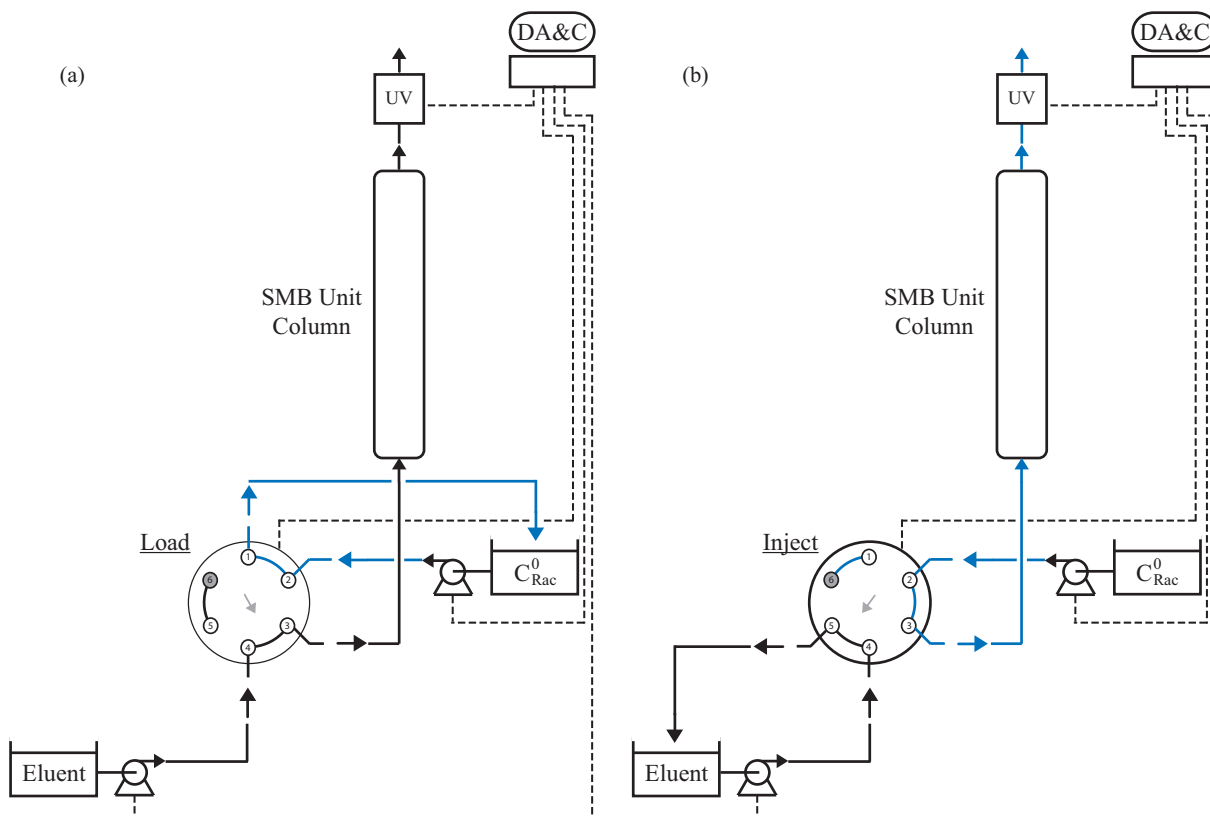 (a)
DA&C
UV
SMB Unit
Column
Load
1
2
3
4
5
6
C⁰Rac
Eluent
(b)
DA&C
UV
SMB Unit
Column
Inject
1
2
3
4
5
6
C⁰Rac
Eluent